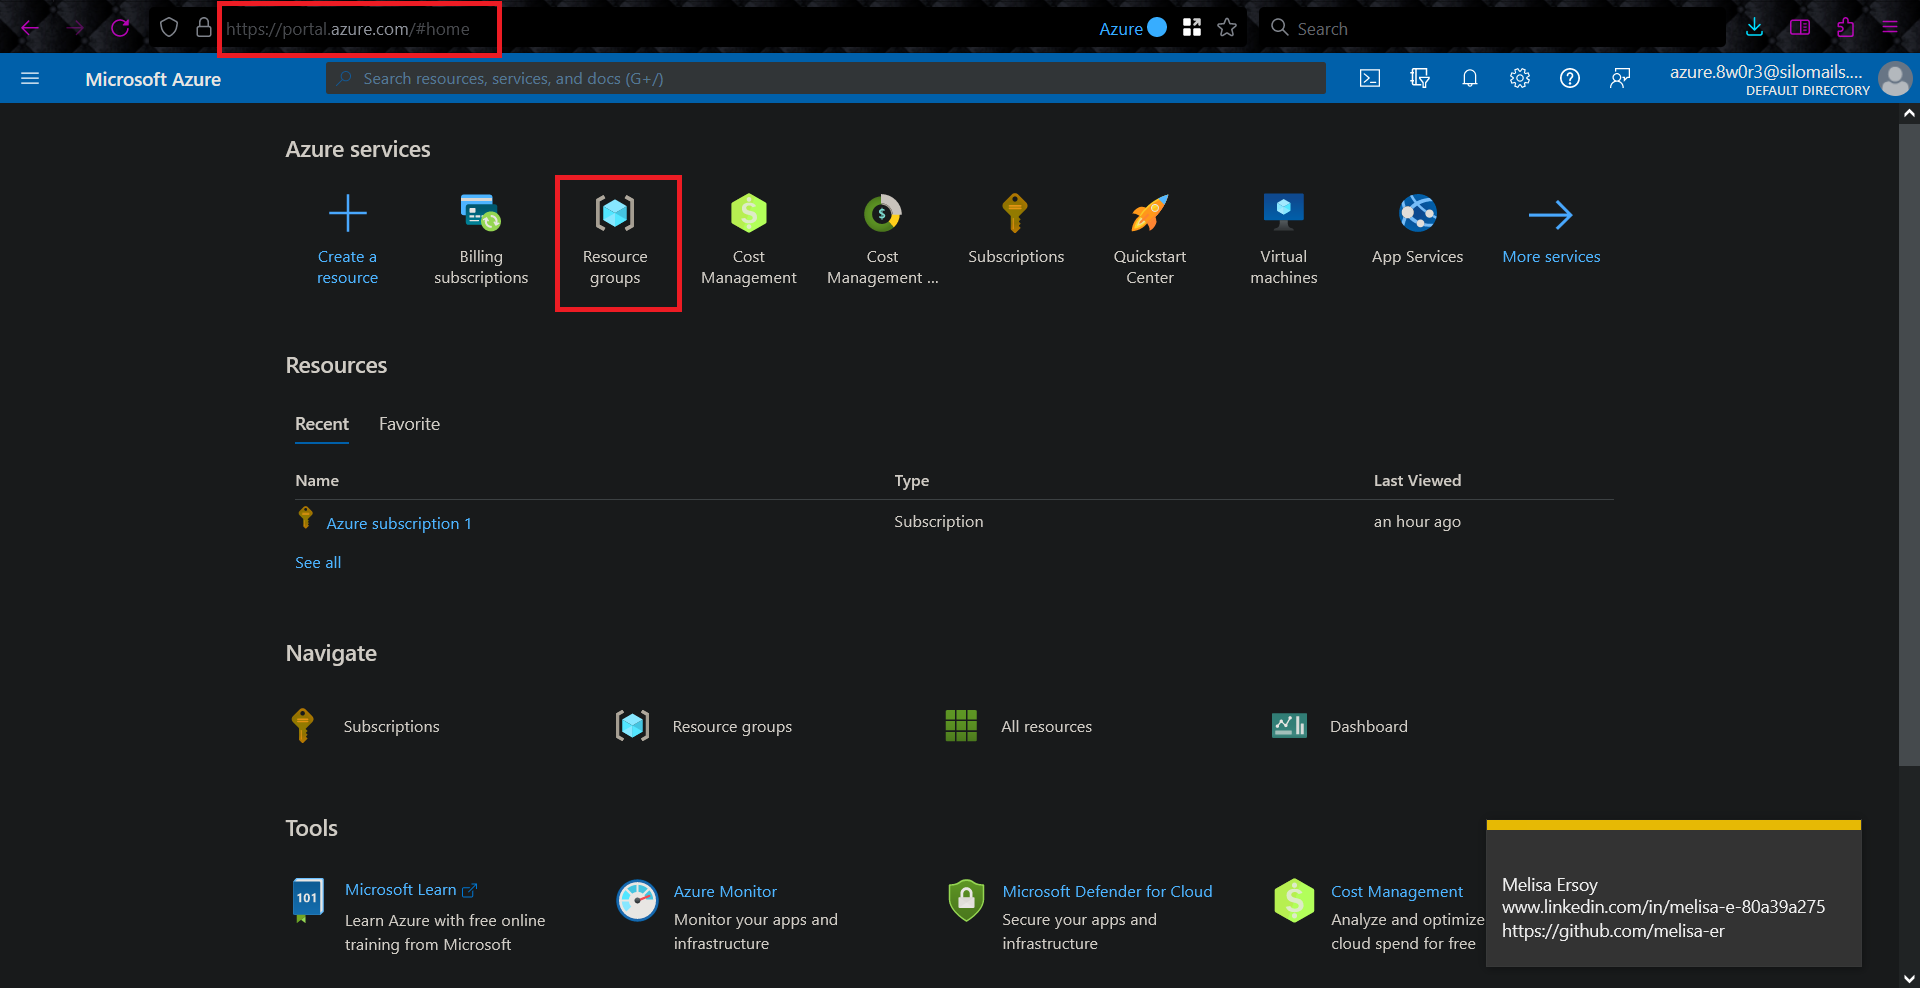 https://portal.azure.com/#home
Azure
Search
Microsoft Azure
Search resources, services, and docs (G+/)
azure.8w0r3@silomails....
DEFAULT DIRECTORY
Azure services
Create a
resource
Billing
subscriptions
Resource
groups
Cost
Management
Cost
Management ...
Subscriptions
Quickstart
Center
Virtual
machines
App Services
More services
Resources
Recent
Favorite
Name
Type
Last Viewed
Azure subscription 1
Subscription
an hour ago
See all
Navigate
Subscriptions
Resource groups
All resources
Dashboard
Tools
101
Microsoft Learn
Learn Azure with free online
training from Microsoft
Azure Monitor
Monitor your apps and
infrastructure
Microsoft Defender for Cloud
Secure your apps and
infrastructure
Cost Management
Analyze and optimize
cloud spend for free
Melisa Ersoy
www.linkedin.com/in/melisa-e-80a39a275
https://github.com/melisa-er